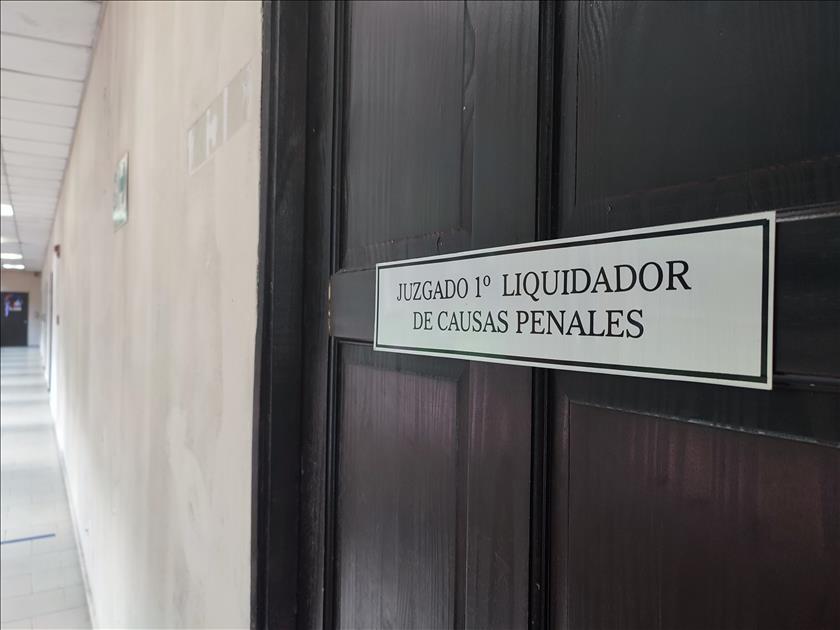 JUZGADO 1º LIQUIDADOR
DE CAUSAS PENALES